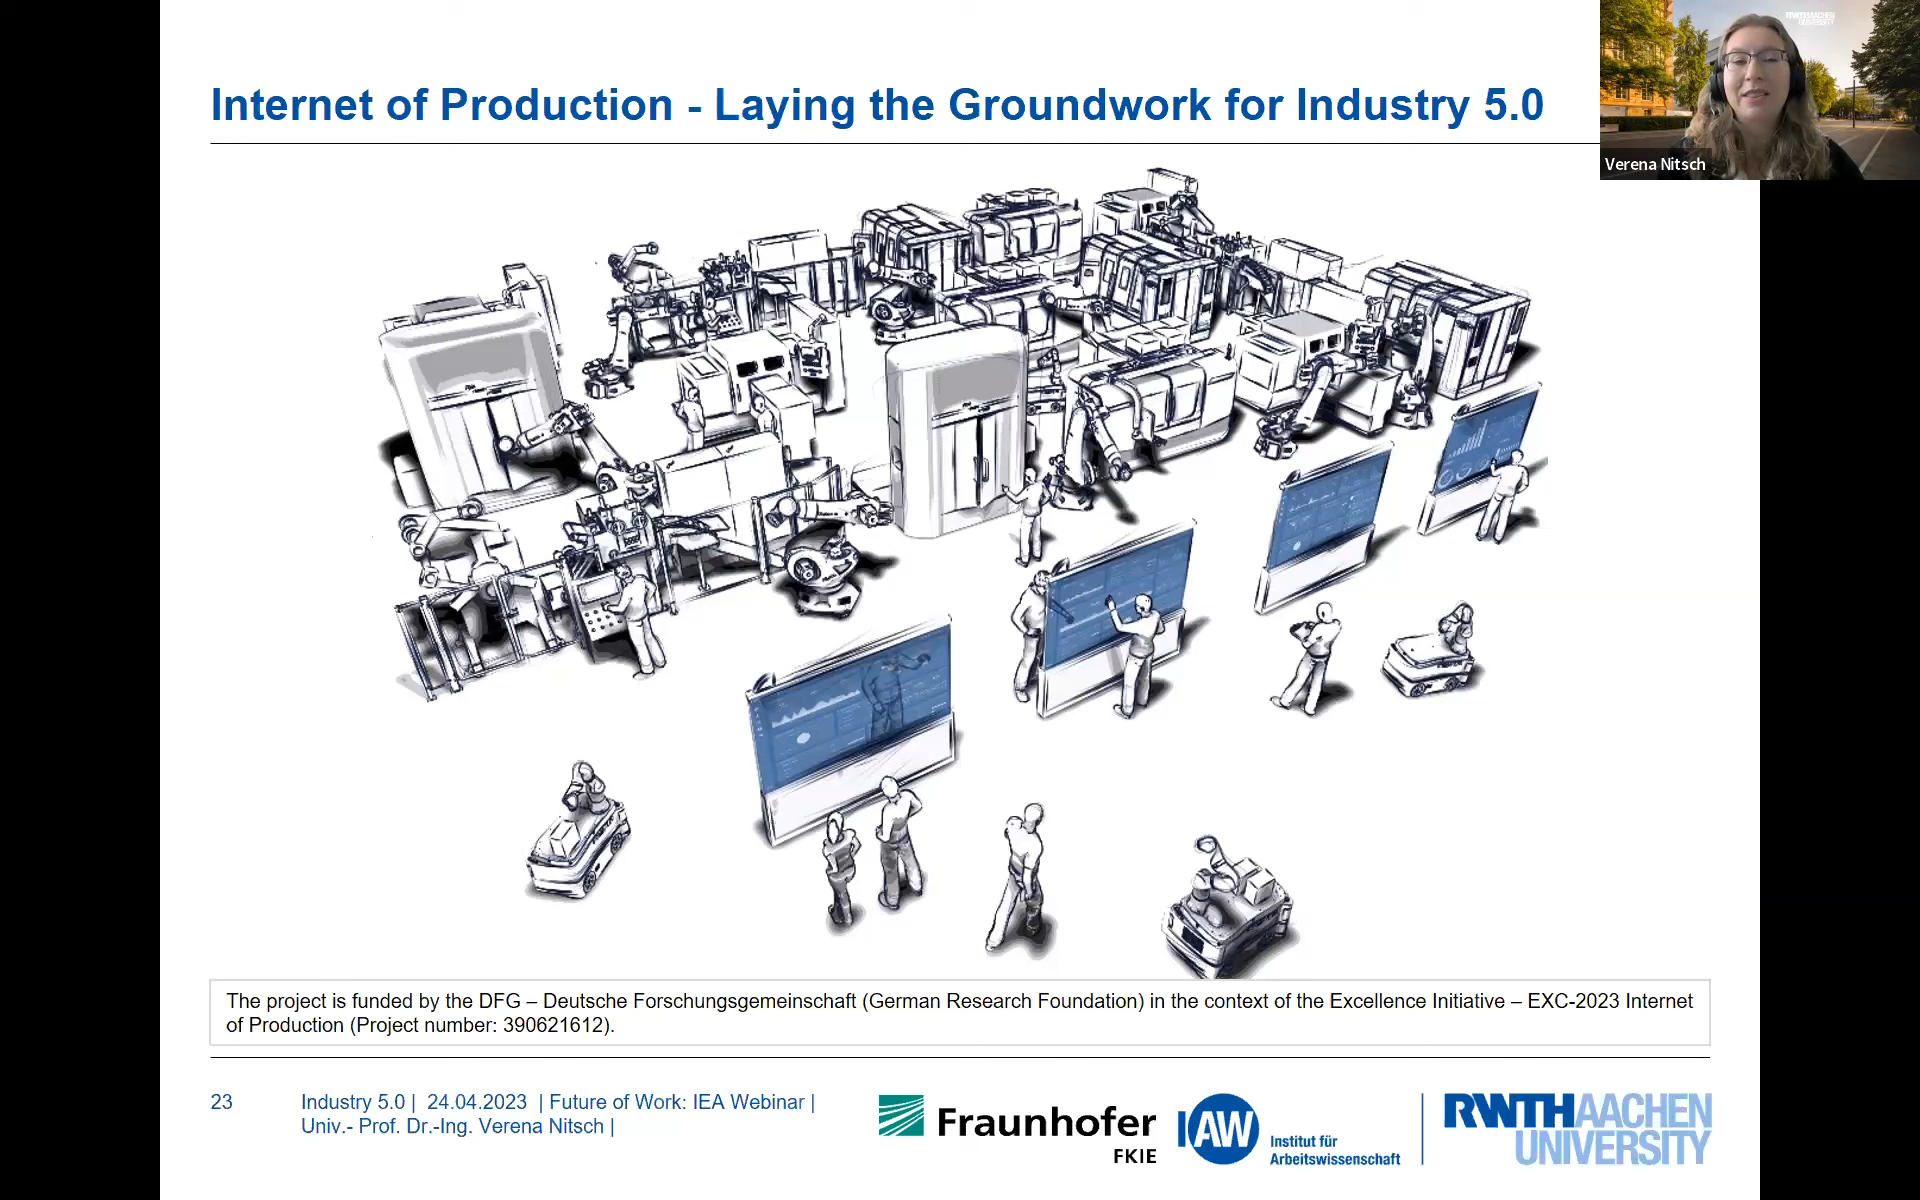 Internet of Production - Laying the Groundwork for Industry 5.0
RWTHAACHEN
UNIVERSITY
Verena Nitsch
The project is funded by the DFG – Deutsche Forschungsgemeinschaft (German Research Foundation) in the context of the Excellence Initiative – EXC-2023 Internet
of Production (Project number: 390621612).
23
Industry 5.0 | 24.04.2023 | Future of Work: IEA Webinar |
Univ.- Prof. Dr.-Ing. Verena Nitsch |
Fraunhofer
FKIE
IAW
Institut für
Arbeitswissenschaft
RWTHAACHEN
UNIVERSITY